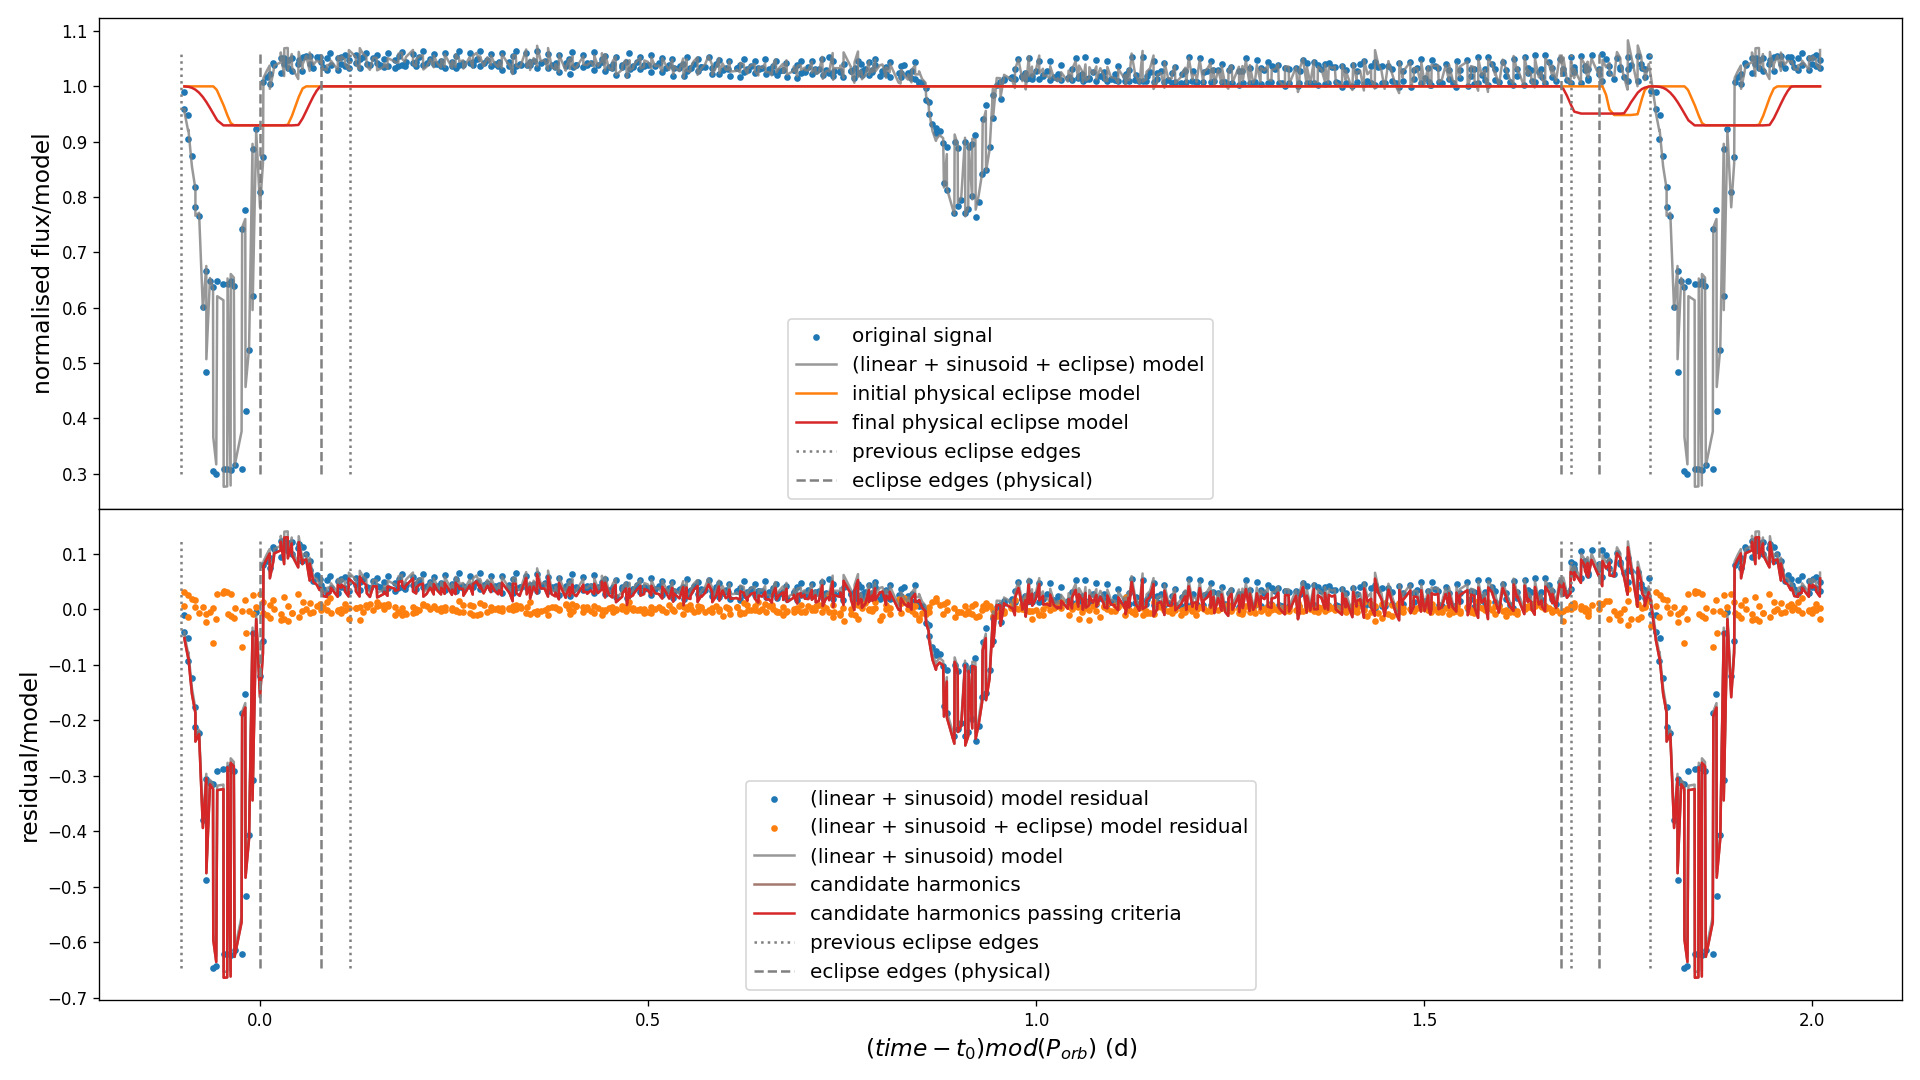 1.1
1.0
0.9
0.8
0.7
0.6
0.5
0.4
0.3
normalised flux/model
original signal
(linear + sinusoid + eclipse) model
initial physical eclipse model
final physical eclipse model
previous eclipse edges
eclipse edges (physical)
0.1
0.0
−0.1
−0.2
−0.3
−0.4
−0.5
−0.6
−0.7
residual/model
(linear + sinusoid) model residual
(linear + sinusoid + eclipse) model residual
(linear + sinusoid) model
candidate harmonics
candidate harmonics passing criteria
previous eclipse edges
eclipse edges (physical)
0.0 0.5 1.0 1.5 2.0
(time − t₀)mod(P_orb) (d)